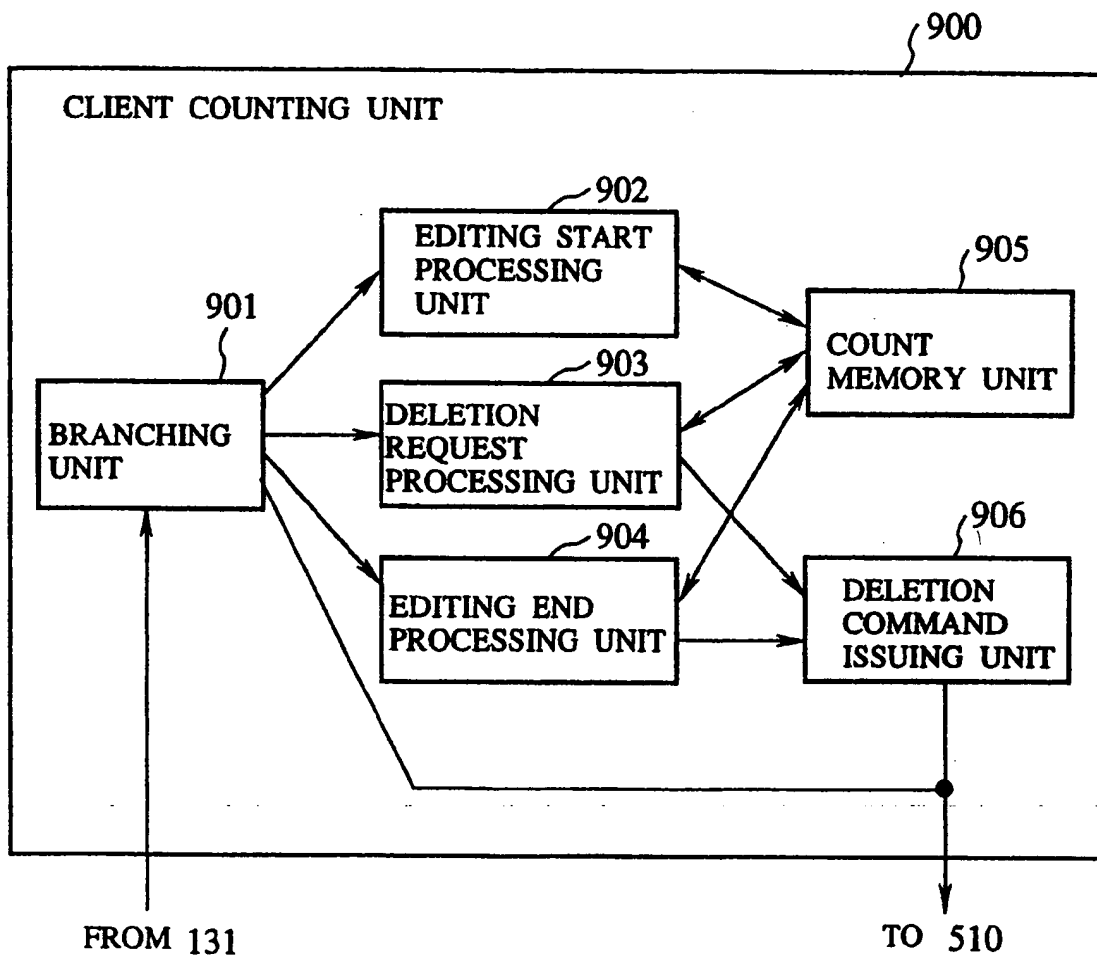 900
CLIENT COUNTING UNIT
902
EDITING START
PROCESSING
UNIT
905
COUNT
MEMORY UNIT
901
BRANCHING
UNIT
903
DELETION
REQUEST
PROCESSING UNIT
904
EDITING END
PROCESSING UNIT
906
DELETION
COMMAND
ISSUING UNIT
FROM 131
TO 510